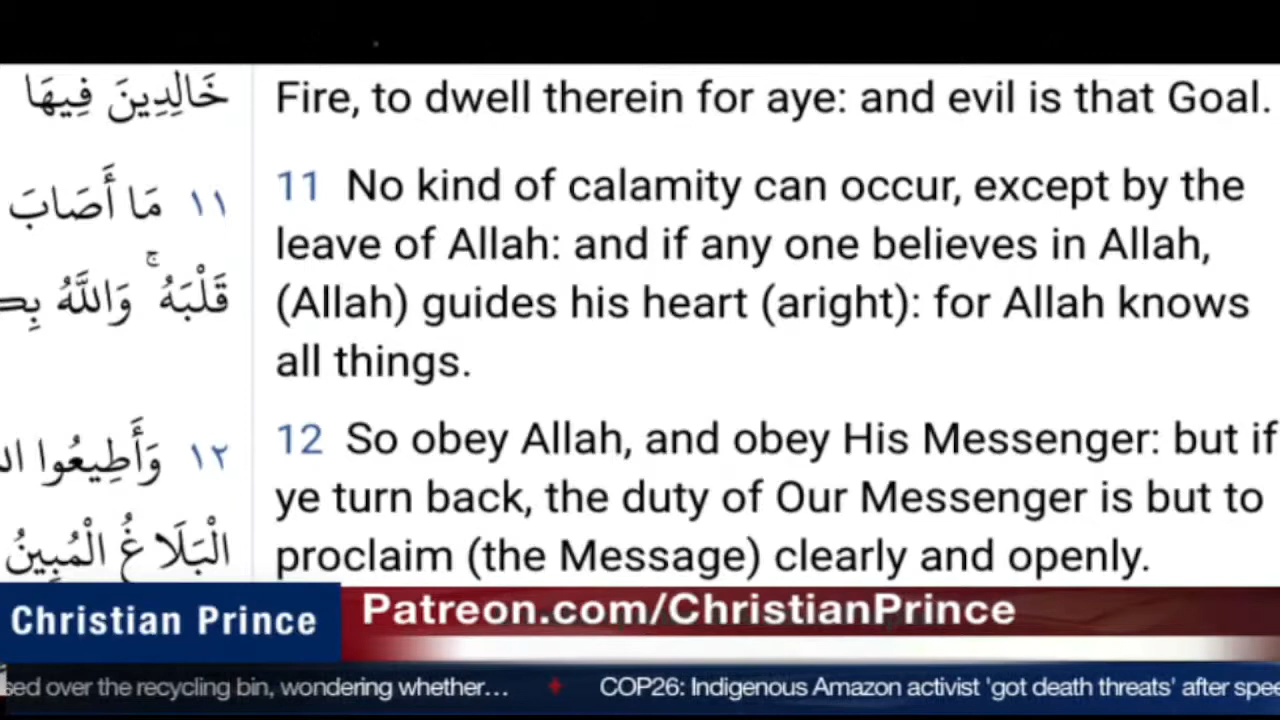 خَالِدِينَ فِيهَا
Fire, to dwell therein for aye: and evil is that Goal.
١١ مَا أَصَابَ
قَلْبَهُ ۚ وَاللَّهُ
11 No kind of calamity can occur, except by the
leave of Allah: and if any one believes in Allah,
(Allah) guides his heart (aright): for Allah knows
all things.
١٢ وَأَطِيعُوا
الْبَلَاغُ الْمُبِينُ
12 So obey Allah, and obey His Messenger: but if
ye turn back, the duty of Our Messenger is but to
proclaim (the Message) clearly and openly.
Christian Prince
Patreon.com/ChristianPrince
sed over the recycling bin, wondering whether... COP26: Indigenous Amazon activist 'got death threats' after spee